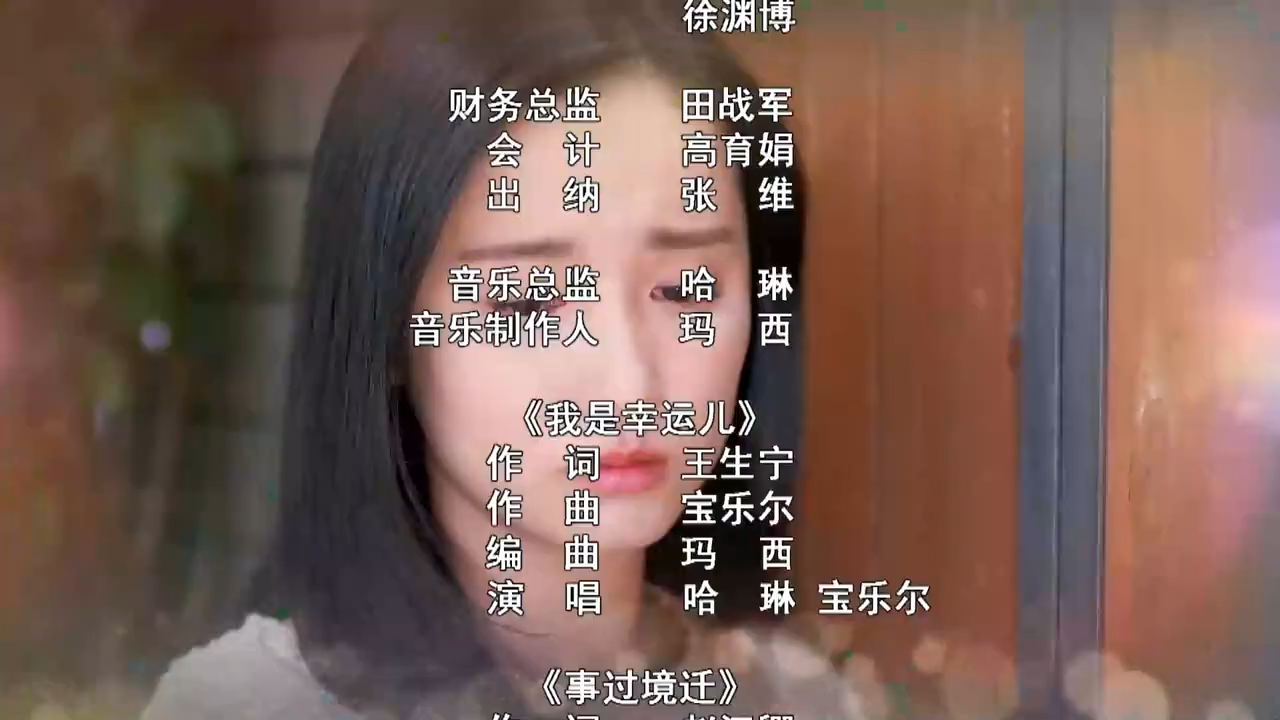 徐渊博
财务总监 田战军
会 计 高育娟
出 纳 张 维
音乐总监 哈 琳
音乐制作人 玛 西
《我是幸运儿》
作 词 王生宁
作 曲 宝乐尔
编 曲 玛 西
演 唱 哈 琳 宝乐尔
《事过境迁》
作 词